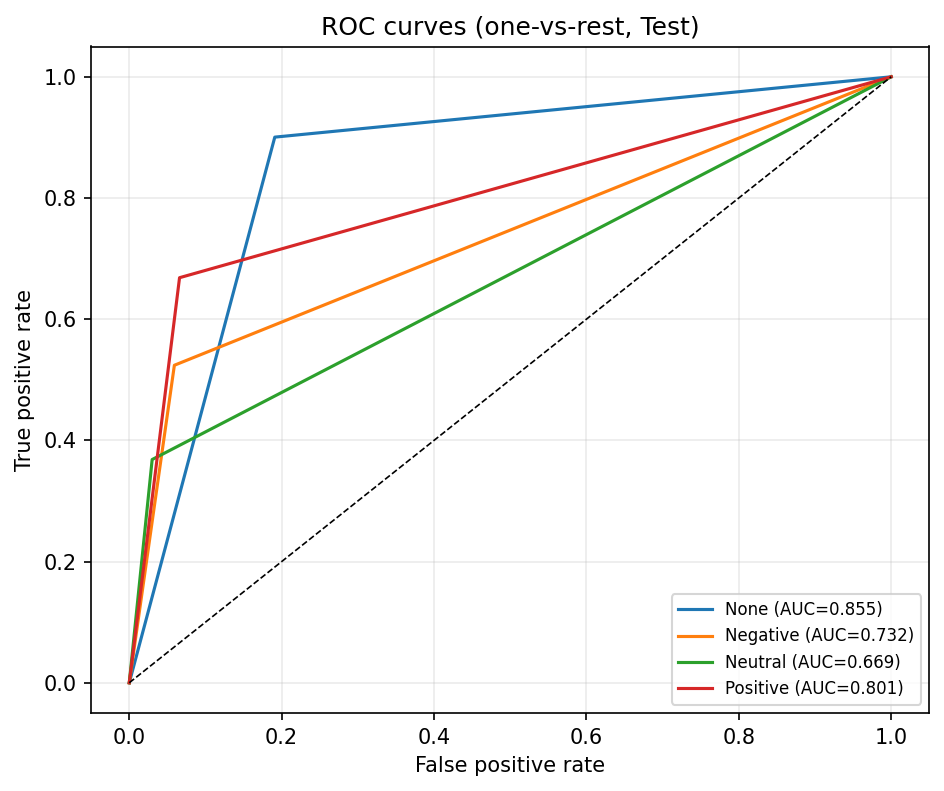 ROC curves (one-vs-rest, Test)
True positive rate
1.0
0.8
0.6
0.4
0.2
0.0
None (AUC=0.855)
Negative (AUC=0.732)
Neutral (AUC=0.669)
Positive (AUC=0.801)
0.0 0.2 0.4 0.6 0.8 1.0
False positive rate